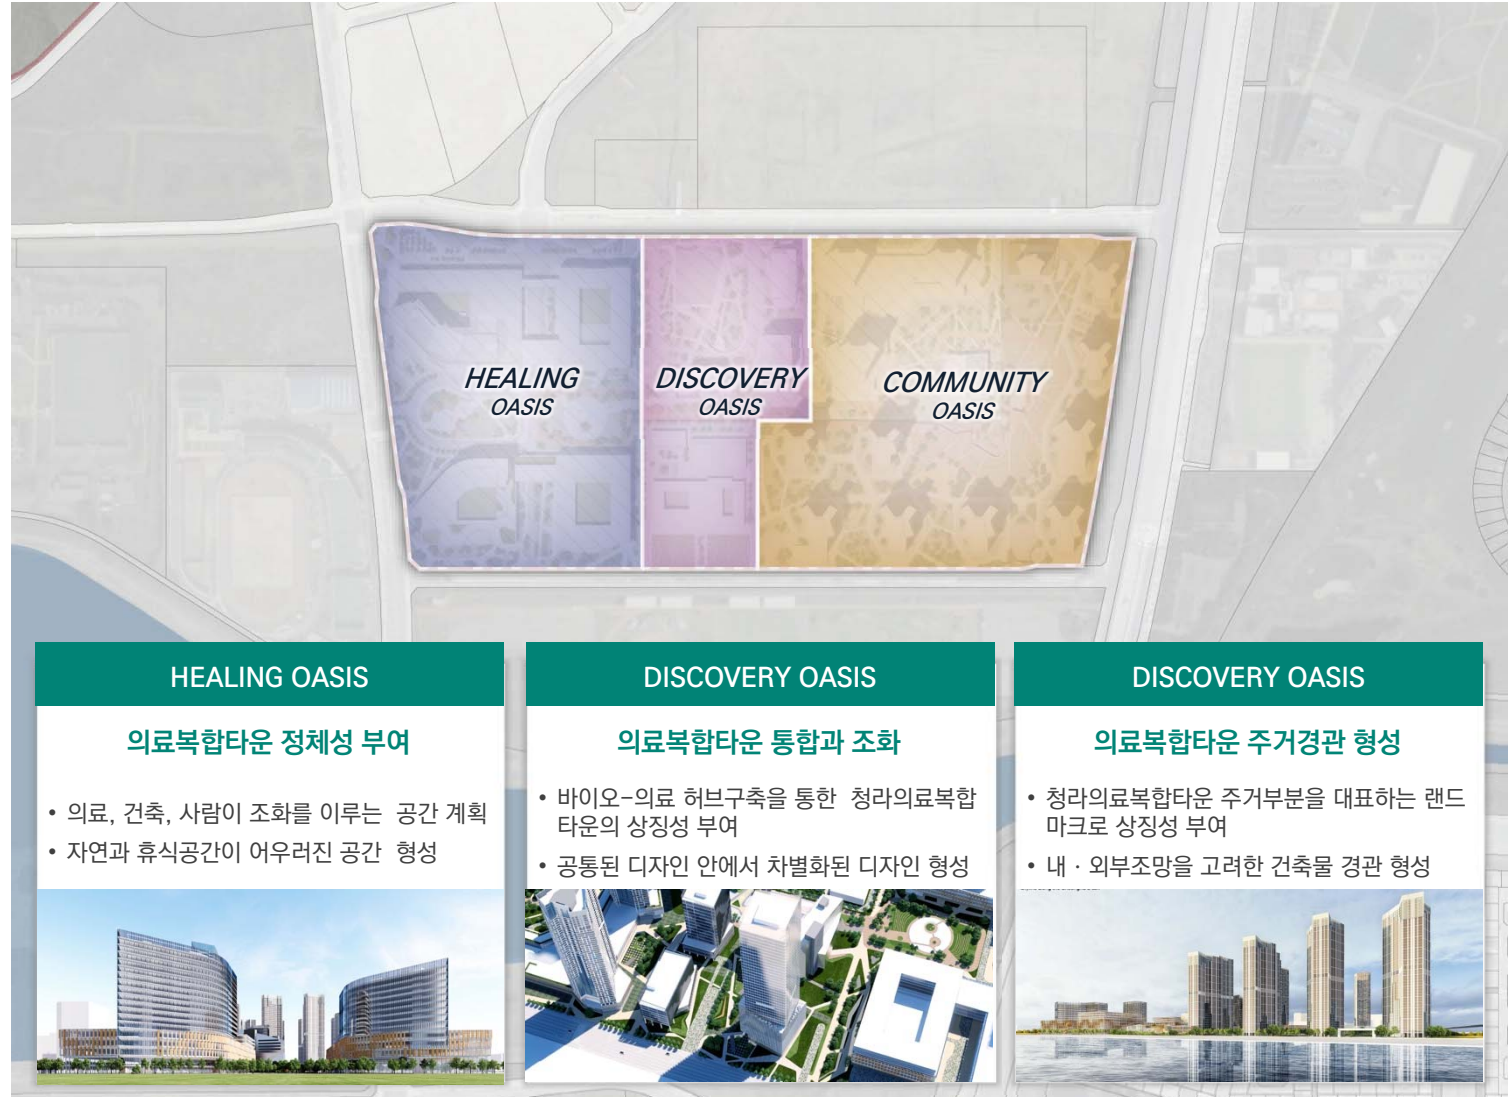 HEALING
OASIS
DISCOVERY
OASIS
COMMUNITY
OASIS
HEALING OASIS
의료복합타운 정체성 부여
• 의료, 건축, 사람이 조화를 이루는 공간 계획
• 자연과 휴식공간이 어우러진 공간 형성
DISCOVERY OASIS
의료복합타운 통합과 조화
• 바이오-의료 허브구축을 통한 청라의료복합
타운의 상징성 부여
• 공통된 디자인 안에서 차별화된 디자인 형성
DISCOVERY OASIS
의료복합타운 주거경관 형성
• 청라의료복합타운 주거부분을 대표하는 랜드
마크로 상징성 부여
• 내 · 외부조망을 고려한 건축물 경관 형성